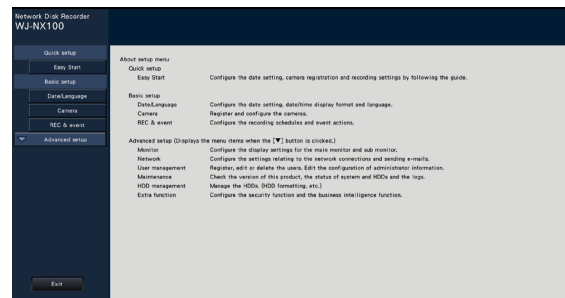 Network Disk Recorder
WJ-NX100
Quick setup
Easy Start
Basic setup
Date/Language
Camera
REC & event
▼ Advanced setup
Exit
About setup menu
Quick setup
Easy Start Configure the date setting, camera registration and recording settings by following the guide.
Basic setup
Date/Language Configure the date setting, date/time display format and language.
Camera Register and configure the cameras.
REC & event Configure the recording schedules and event actions.
Advanced setup (Displays the menu items when the [▼] button is clicked.)
Monitor Configure the display settings for the main monitor and sub monitor.
Network Configure the settings relating to the network connections and sending e-mails.
User management Register, edit or delete the users. Edit the configuration of administrator information.
Maintenance Check the version of this product, the status of system and HDDs and the logs.
HDD management Manage the HDDs. (HDD formatting, etc.)
Extra function Configure the security function and the business intelligence function.